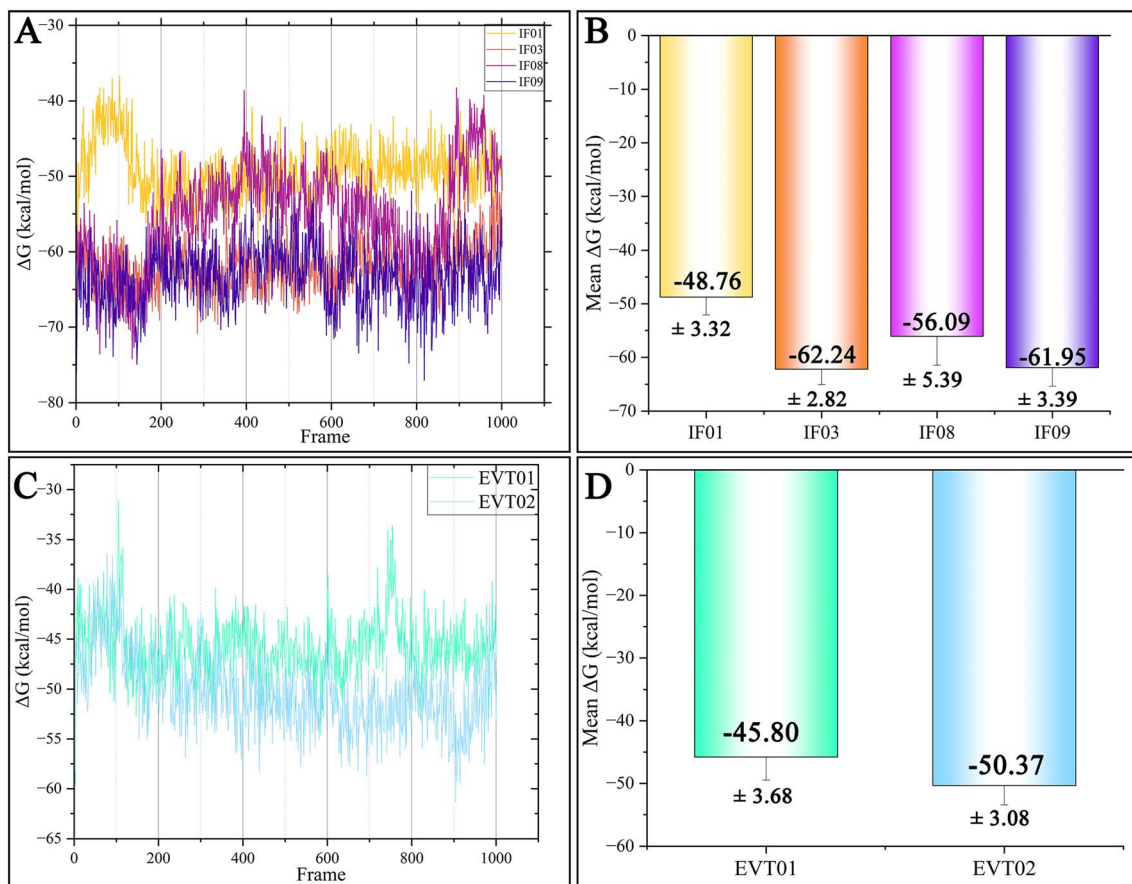 A
−30
−40
−50
−60
−70
−80
ΔG (kcal/mol)
0
200
400
600
800
1000
Frame
IF01
IF03
IF08
IF09
B
0
−10
−20
−30
−40
−50
−60
−70
Mean ΔG (kcal/mol)
-48.76
± 3.32
-62.24
± 2.82
-56.09
± 5.39
-61.95
± 3.39
IF01
IF03
IF08
IF09
C
−30
−35
−40
−45
−50
−55
−60
−65
ΔG (kcal/mol)
0
200
400
600
800
1000
Frame
EVT01
EVT02
D
0
−10
−20
−30
−40
−50
−60
Mean ΔG (kcal/mol)
-45.80
± 3.68
-50.37
± 3.08
EVT01
EVT02